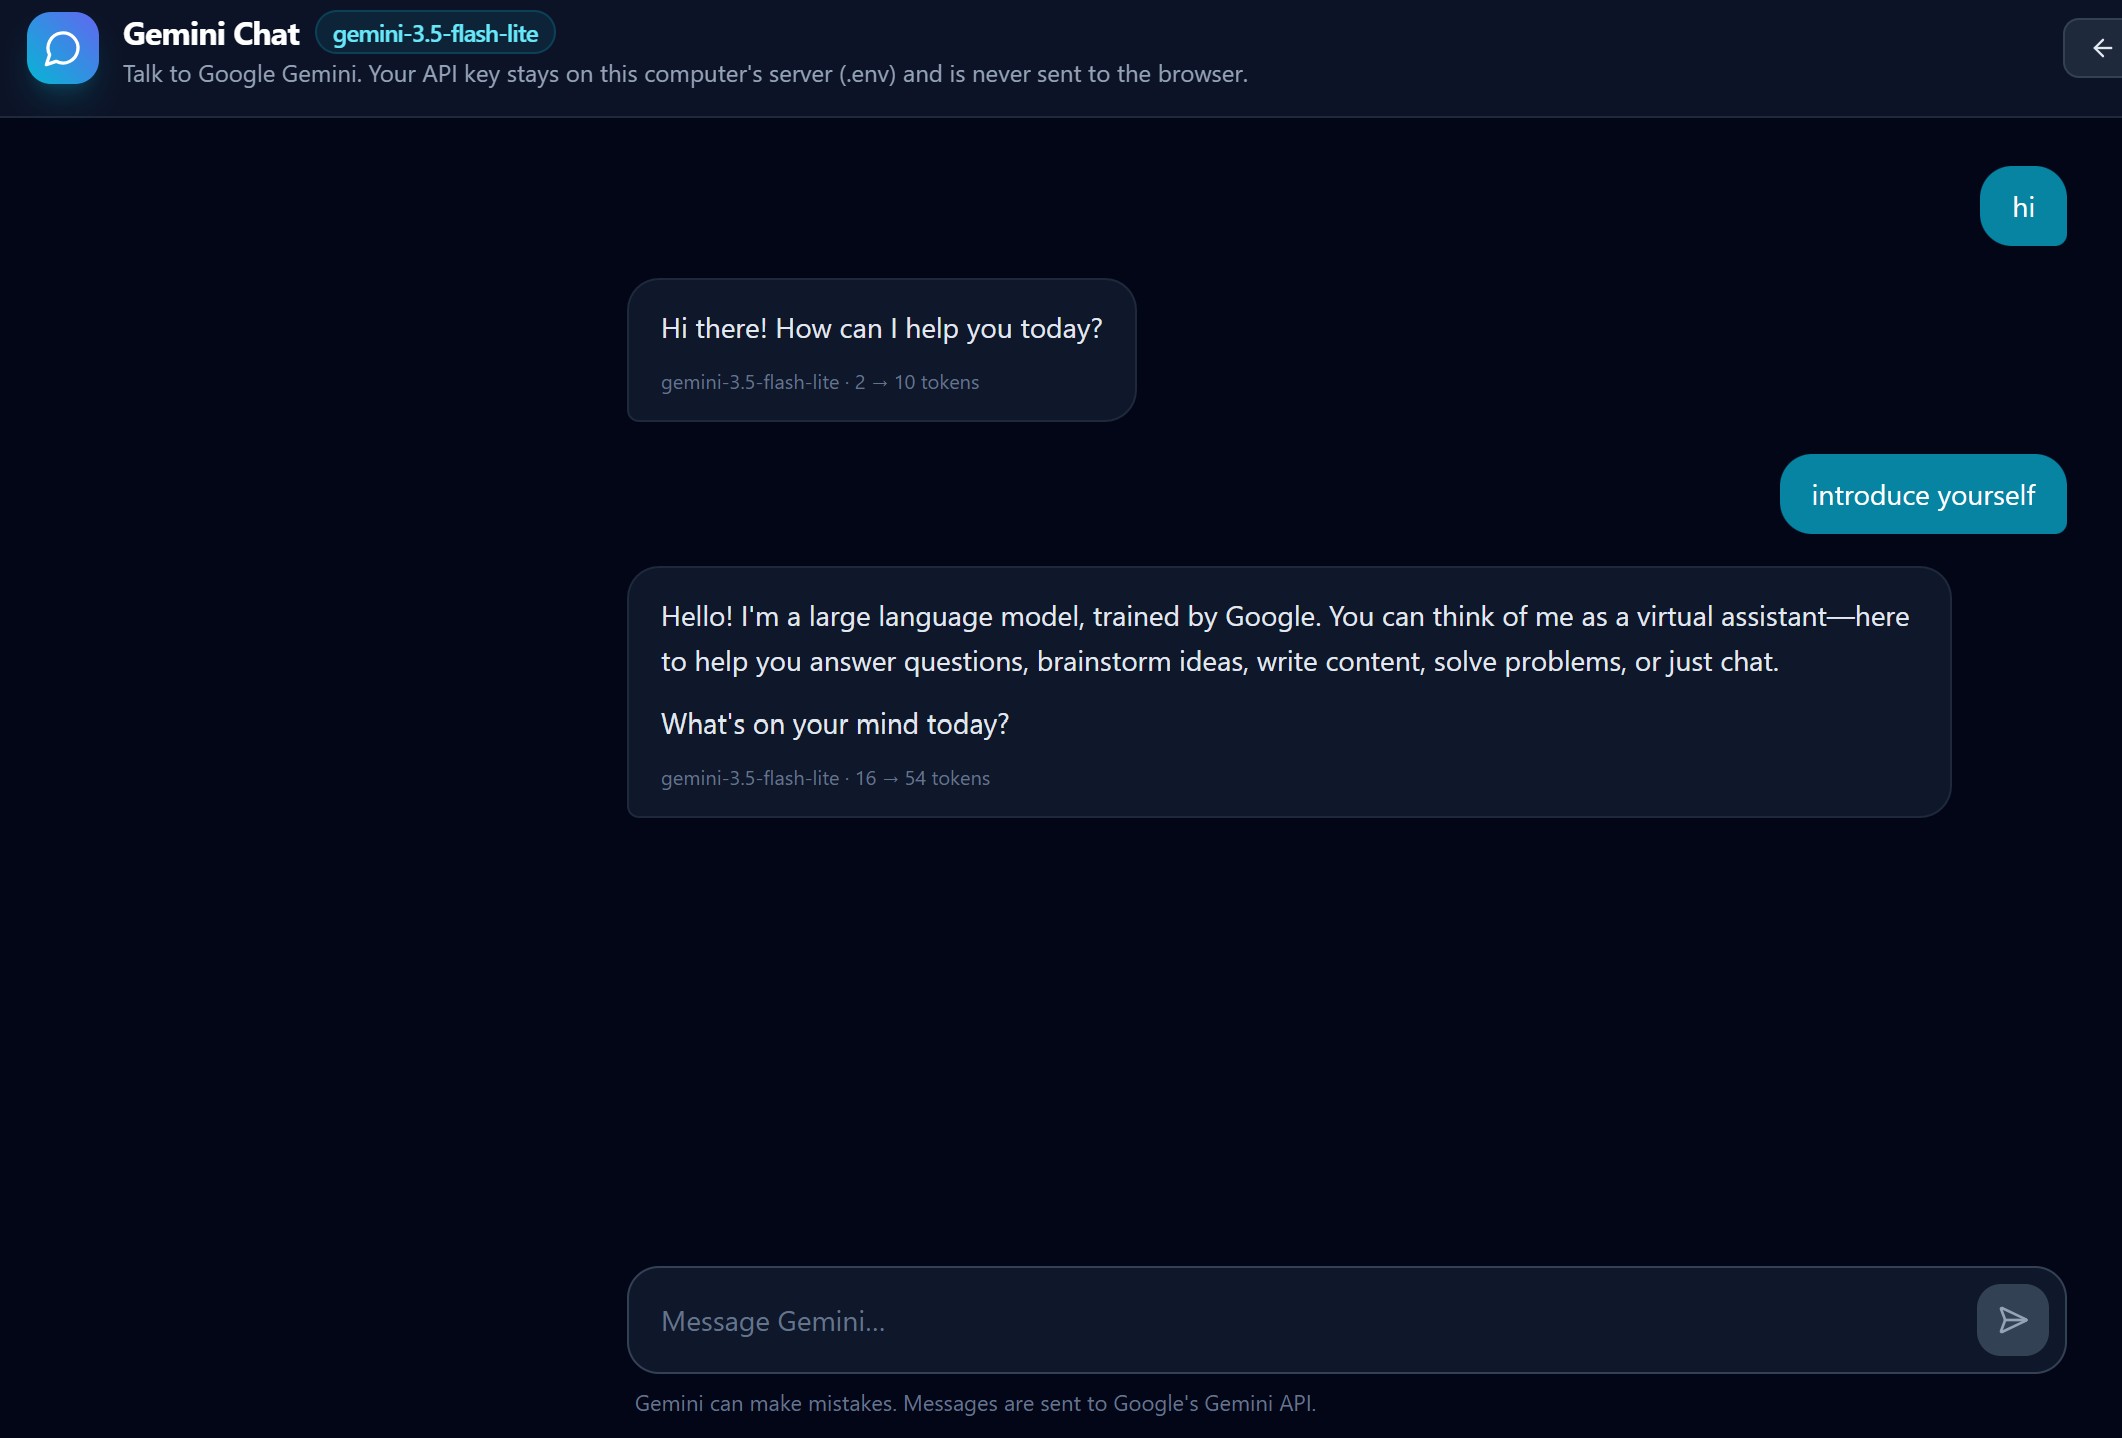 Gemini Chat gemini-3.5-flash-lite
Talk to Google Gemini. Your API key stays on this computer's server (.env) and is never sent to the browser.
hi
Hi there! How can I help you today?
gemini-3.5-flash-lite · 2 → 10 tokens
introduce yourself
Hello! I'm a large language model, trained by Google. You can think of me as a virtual assistant—here
to help you answer questions, brainstorm ideas, write content, solve problems, or just chat.
What's on your mind today?
gemini-3.5-flash-lite · 16 → 54 tokens
Message Gemini...
Gemini can make mistakes. Messages are sent to Google's Gemini API.